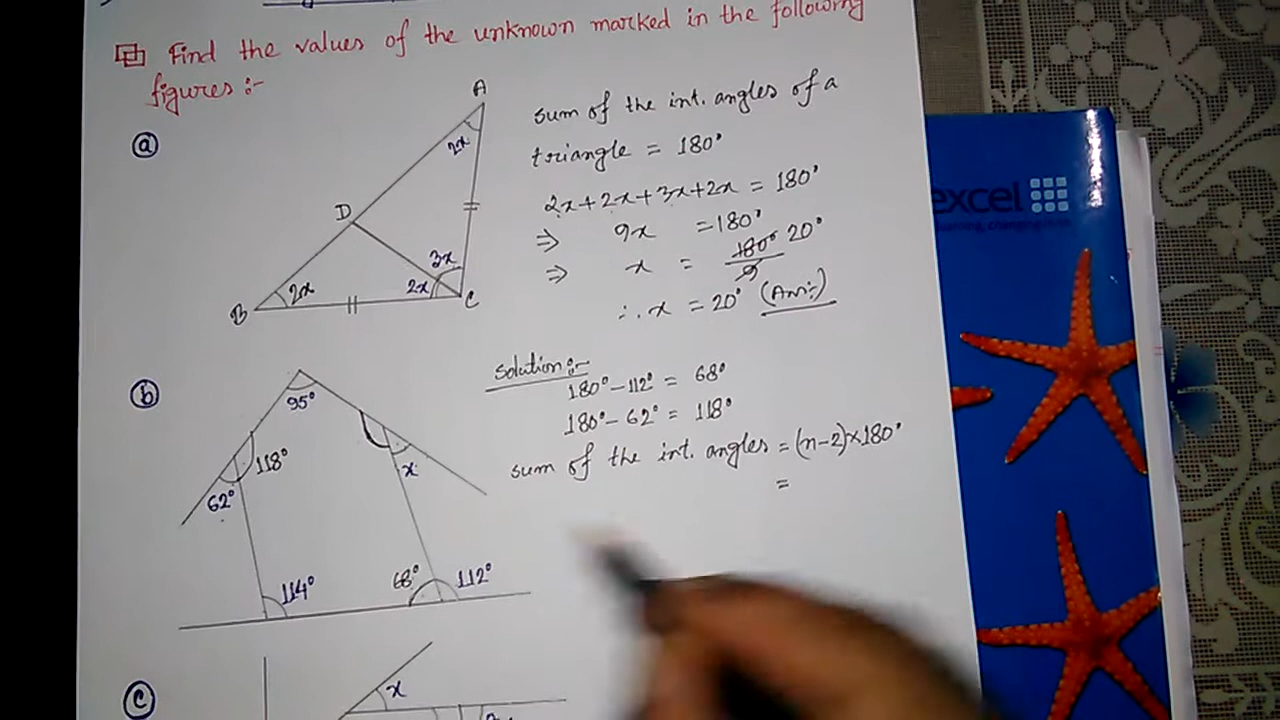 Find the values of the unknown marked in the following
figures :-
(a)
A
2x
D
3x
B
2x
2x
C
sum of the int. angles of a
triangle = 180°
2x+2x+3x+2x = 180°
⇒ 9x = 180°
⇒ x = 180°/9 20°
∴ x = 20° (Ans:-)
(b)
95°
118°
62°
x
114°
68°
112°
Solution :-
180° - 112° = 68°
180° - 62° = 118°
sum of the int. angles = (n-2)×180°
=
(c)
x
excel